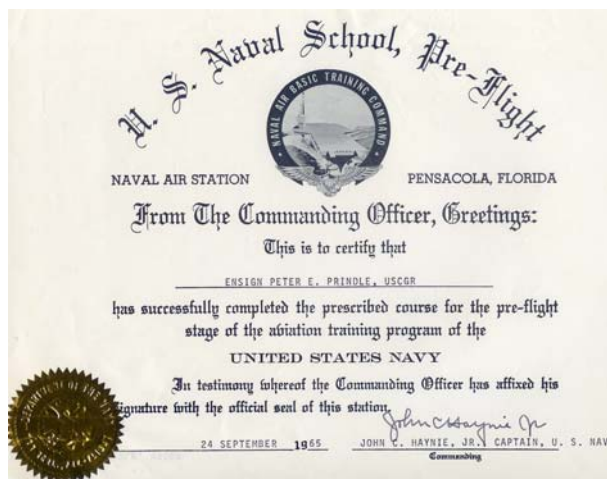 U. S. Naval School, Pre-Flight
NAVAL AIR BASIC TRAINING COMMAND
NAVAL AIR STATION PENSACOLA, FLORIDA
From The Commanding Officer, Greetings:
This is to certify that
ENSIGN PETER E. PRINDLE, USCGR
has successfully completed the prescribed course for the pre-flight
stage of the aviation training program of the
UNITED STATES NAVY
In testimony whereof the Commanding Officer has affixed his
signature with the official seal of this station.
John C Haynie Jr
24 SEPTEMBER 1965 JOHN C. HAYNIE, JR. CAPTAIN, U. S. NAV
Commanding